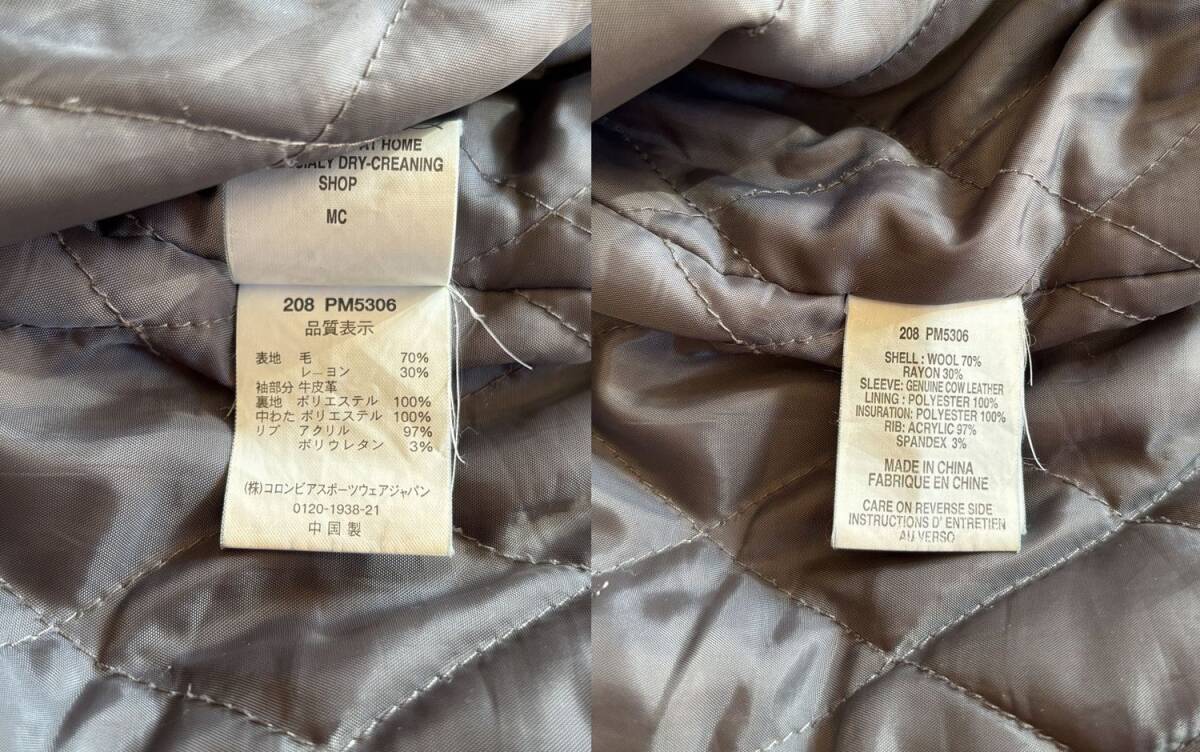 AT HOME
DRY-CREANING
SHOP
MC
208 PM5306
品質表示
表地 毛 70%
レーヨン 30%
袖部分 牛皮革
裏地 ポリエステル 100%
中わた ポリエステル 100%
リブ アクリル 97%
ポリウレタン 3%
(株)コロンビアスポーツウェアジャパン
0120-1938-21
中国製
208 PM5306
SHELL : WOOL 70%
RAYON 30%
SLEEVE: GENUINE COW LEATHER
LINING : POLYESTER 100%
INSURATION: POLYESTER 100%
RIB: ACRYLIC 97%
SPANDEX 3%
MADE IN CHINA
FABRIQUE EN CHINE
CARE ON REVERSE SIDE
INSTRUCTIONS D' ENTRETIEN
AU VERSO